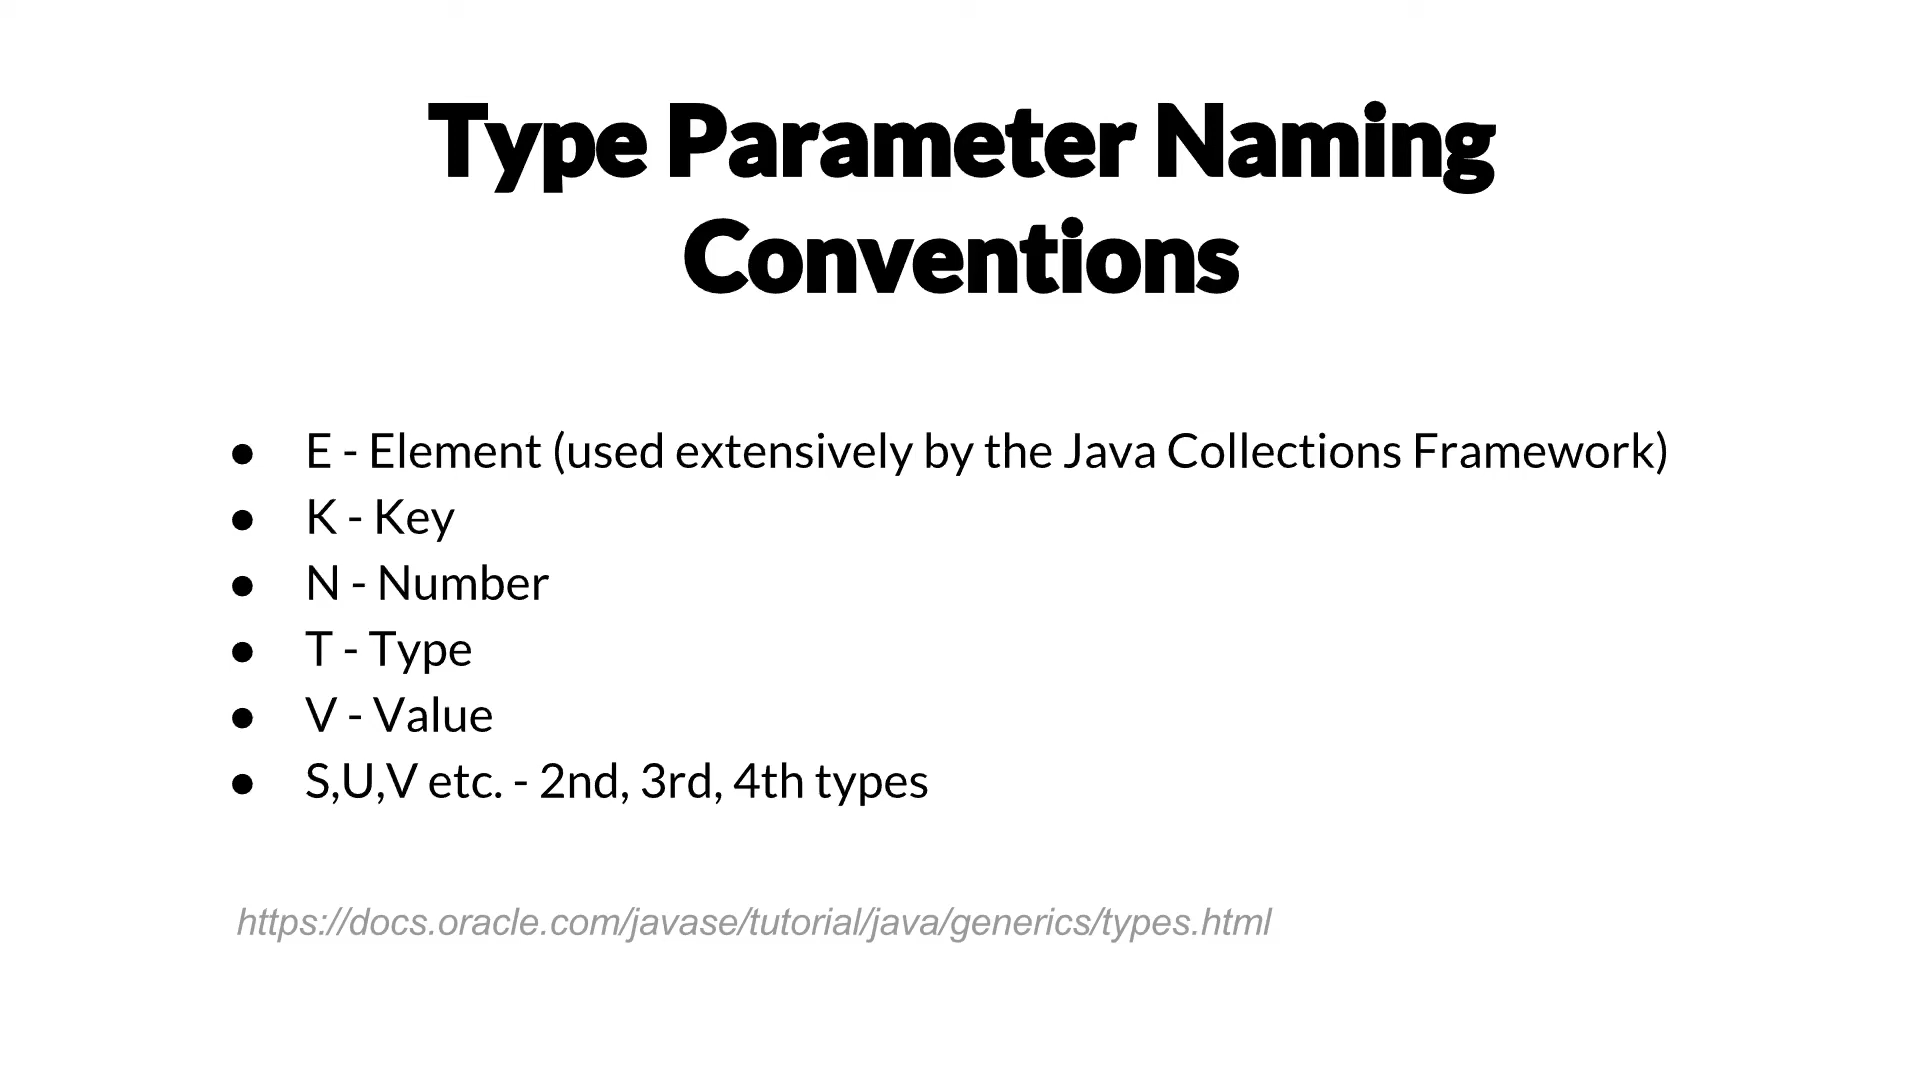 Type Parameter Naming
Conventions
● E - Element (used extensively by the Java Collections Framework)
● K - Key
● N - Number
● T - Type
● V - Value
● S,U,V etc. - 2nd, 3rd, 4th types
https://docs.oracle.com/javase/tutorial/java/generics/types.html